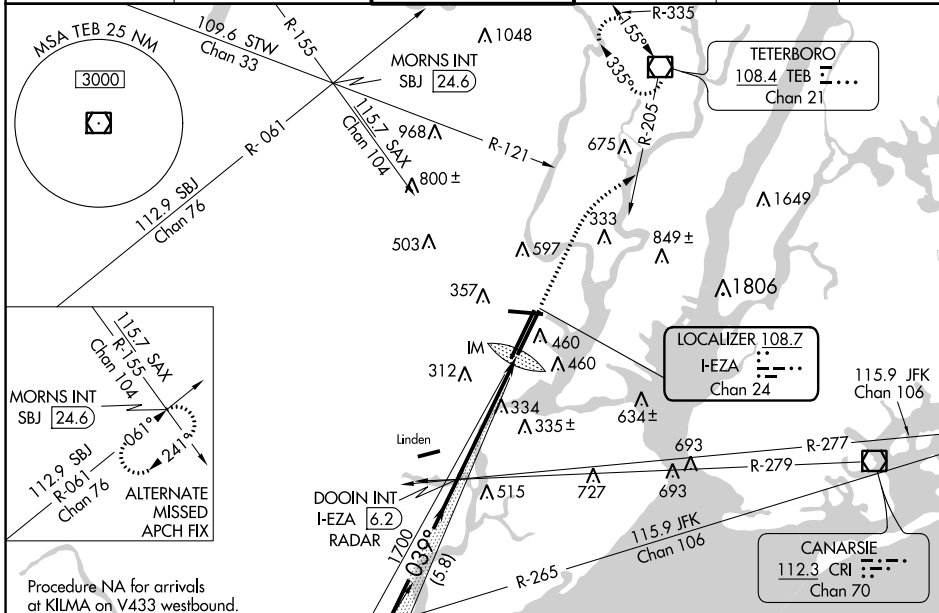 MSA TEB 25 NM
3000
109.6 STW
Chan 33
R-155
MORNS INT
SBJ 24.6
1048
R-335
155°
335°
TETERBORO
108.4 TEB
Chan 21
R-205
R-061
115.7 SAX
Chan 104
968
R-121
675
800 ±
112.9 SBJ
Chan 76
1649
503
597
333
849 ±
357
1806
IM
460
460
312
LOCALIZER 108.7
I-EZA
Chan 24
334
335 ±
634 ±
115.9 JFK
Chan 106
115.7 SAX
R-155
Chan 104
MORNS INT
SBJ 24.6
061°
241°
112.9 SBJ
R-061
Chan 76
ALTERNATE
MISSED
APCH FIX
Linden
693
R-277
R-279
DOOIN INT
I-EZA 6.2
RADAR
515
727
693
1700
039°
(5.8)
115.9 JFK
Chan 106
R-265
CANARSIE
112.3 CRI
Chan 70
Procedure NA for arrivals
at KILMA on V433 westbound.